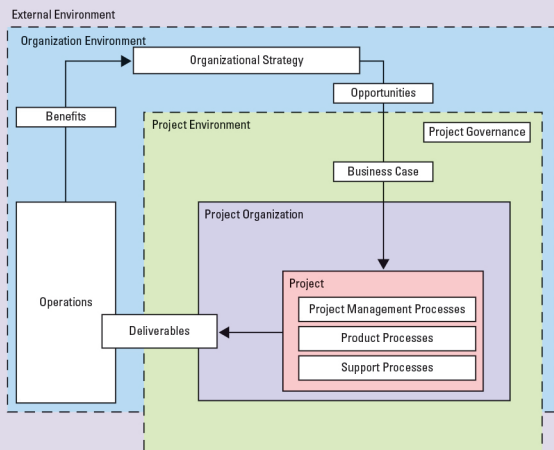 External Environment
Organization Environment
Organizational Strategy
Opportunities
Benefits
Project Environment
Project Governance
Business Case
Project Organization
Project
Operations
Project Management Processes
Deliverables
Product Processes
Support Processes